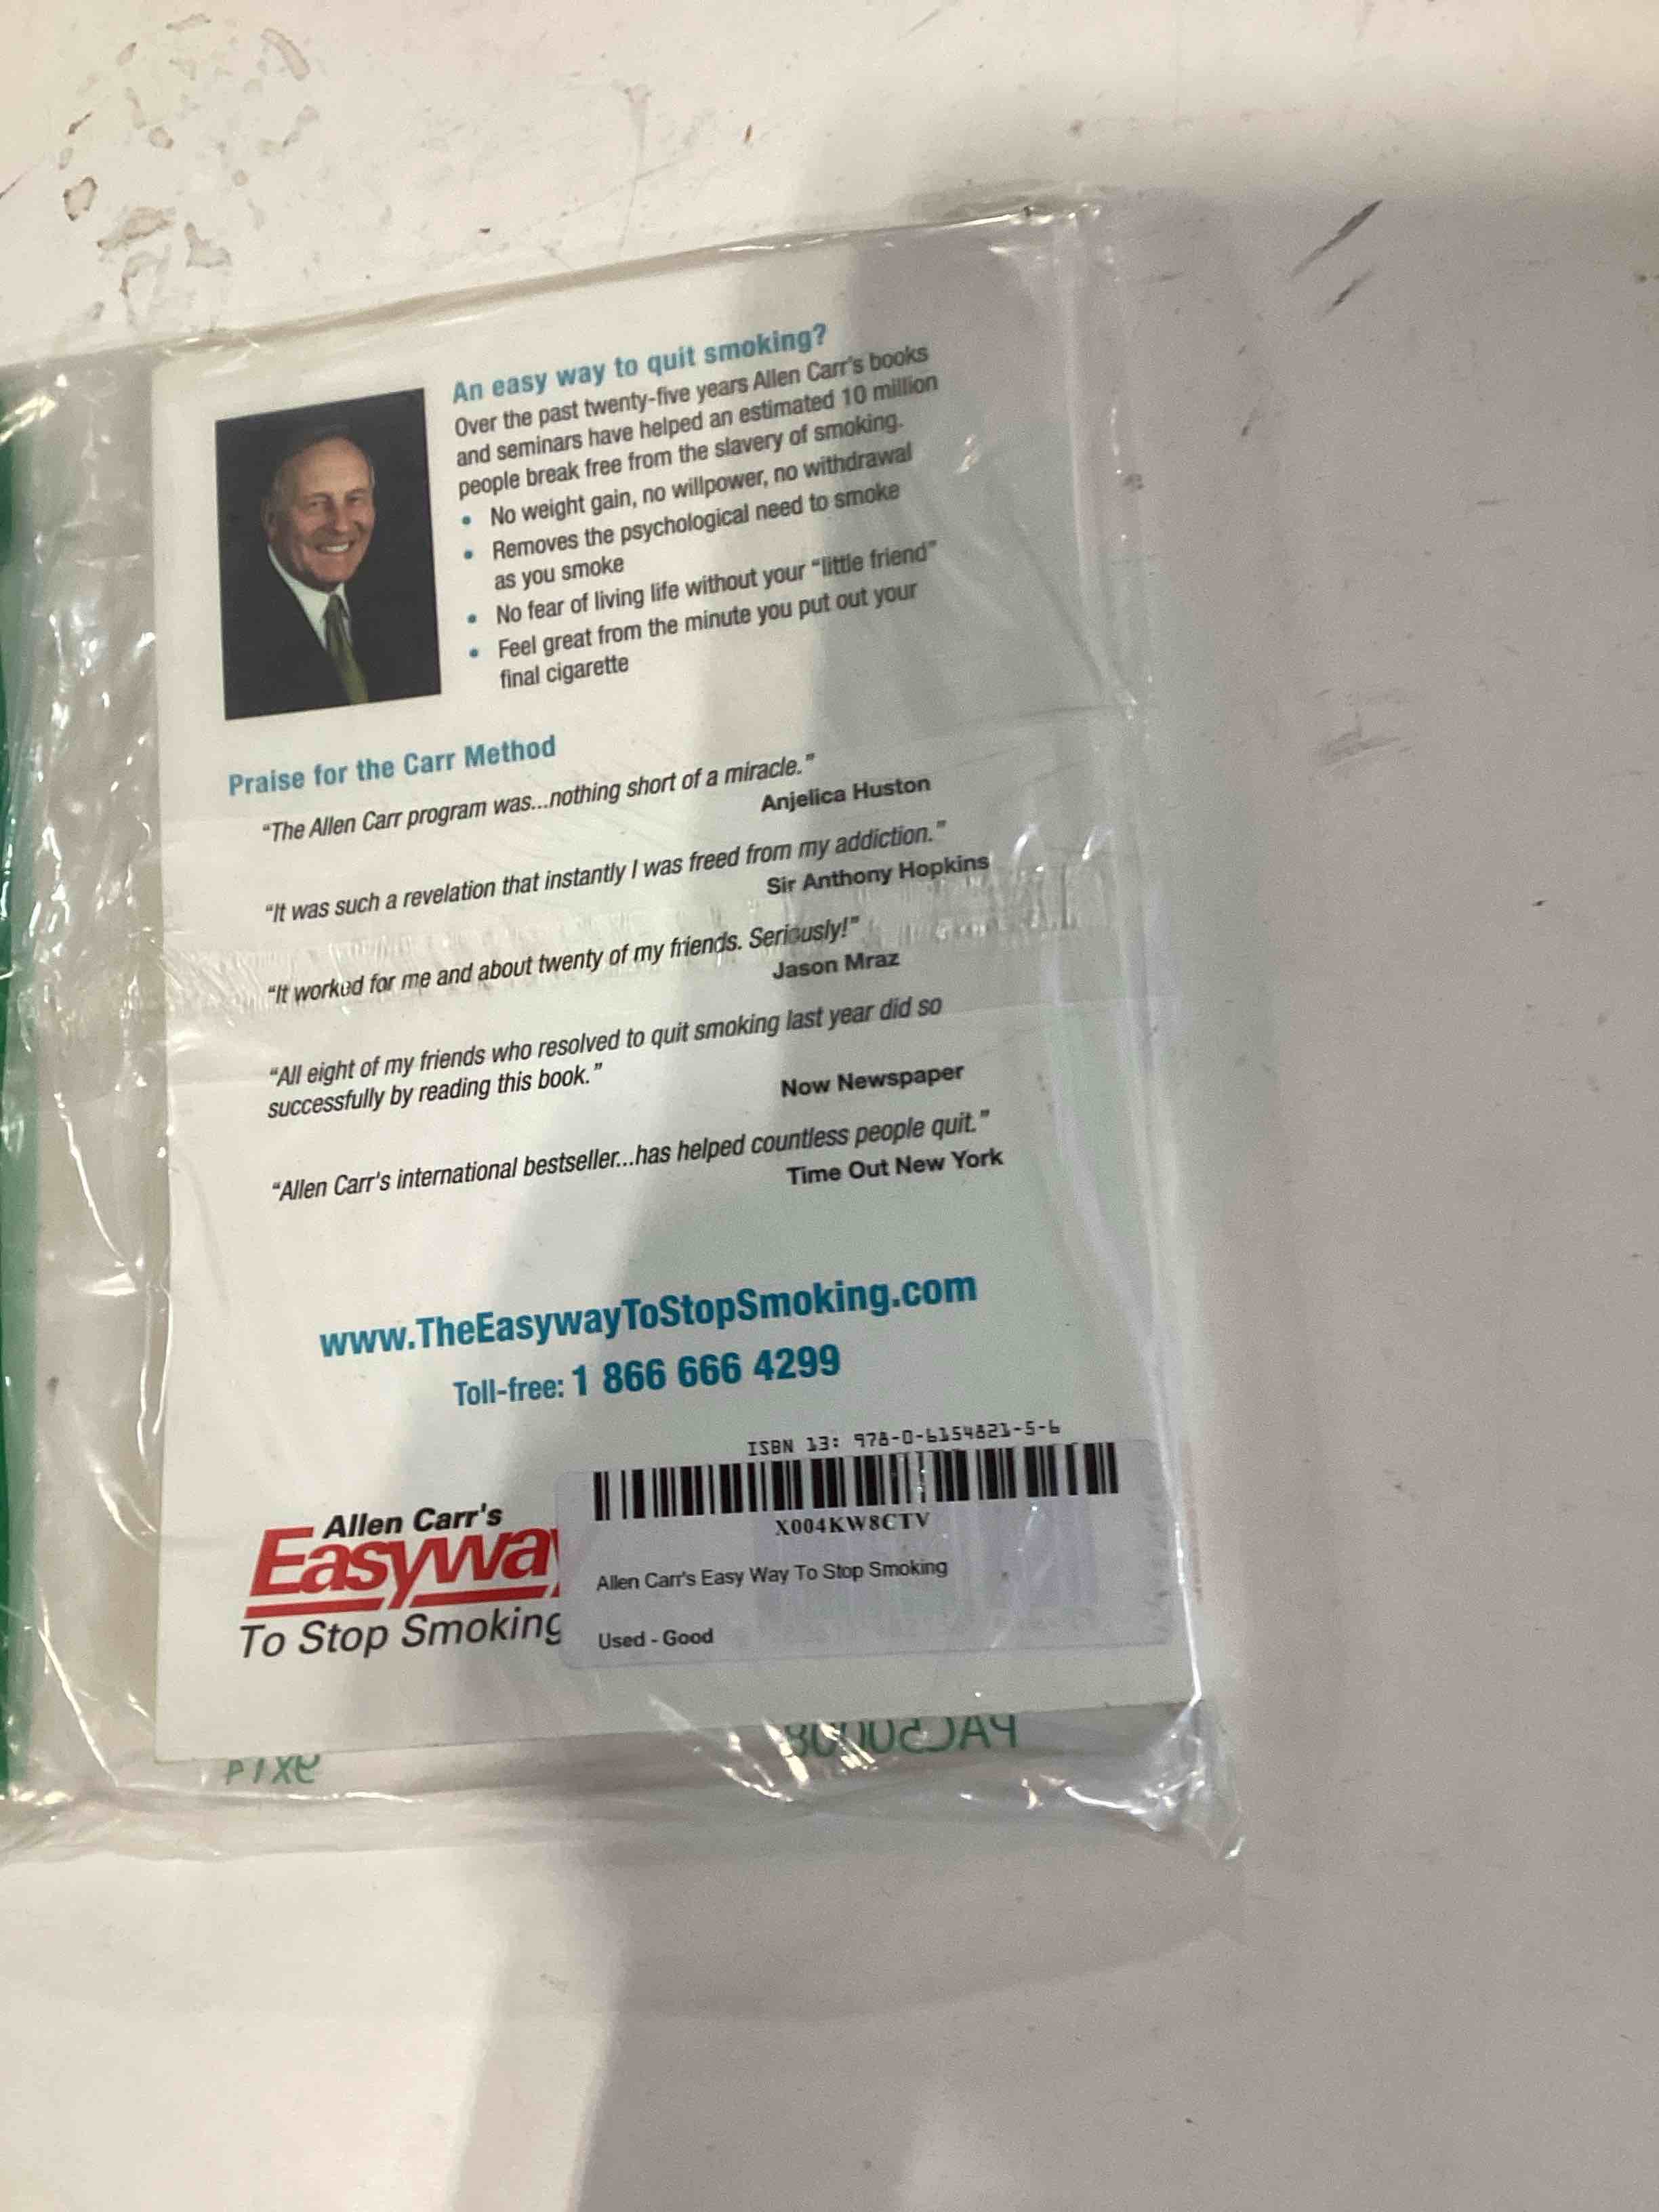 An easy way to quit smoking?
Over the past twenty-five years Allen Carr's books
and seminars have helped an estimated 10 million
people break free from the slavery of smoking.
• No weight gain, no willpower, no withdrawal
• Removes the psychological need to smoke
as you smoke
• No fear of living life without your “little friend”
• Feel great from the minute you put out your
final cigarette
Praise for the Carr Method
“The Allen Carr program was...nothing short of a miracle.”
Anjelica Huston
“It was such a revelation that instantly I was freed from my addiction.”
Sir Anthony Hopkins
“It worked for me and about twenty of my friends. Seriously!”
Jason Mraz
“All eight of my friends who resolved to quit smoking last year did so
successfully by reading this book.”
Now Newspaper
“Allen Carr's international bestseller...has helped countless people quit.”
Time Out New York
www.TheEasywayToStopSmoking.com
Toll-free: 1 866 666 4299
ISBN 13: 978-0-6154821-5-6
X004KW8CTV
Allen Carr's Easy Way To Stop Smoking
Used - Good
Allen Carr's
Easyway
To Stop Smoking